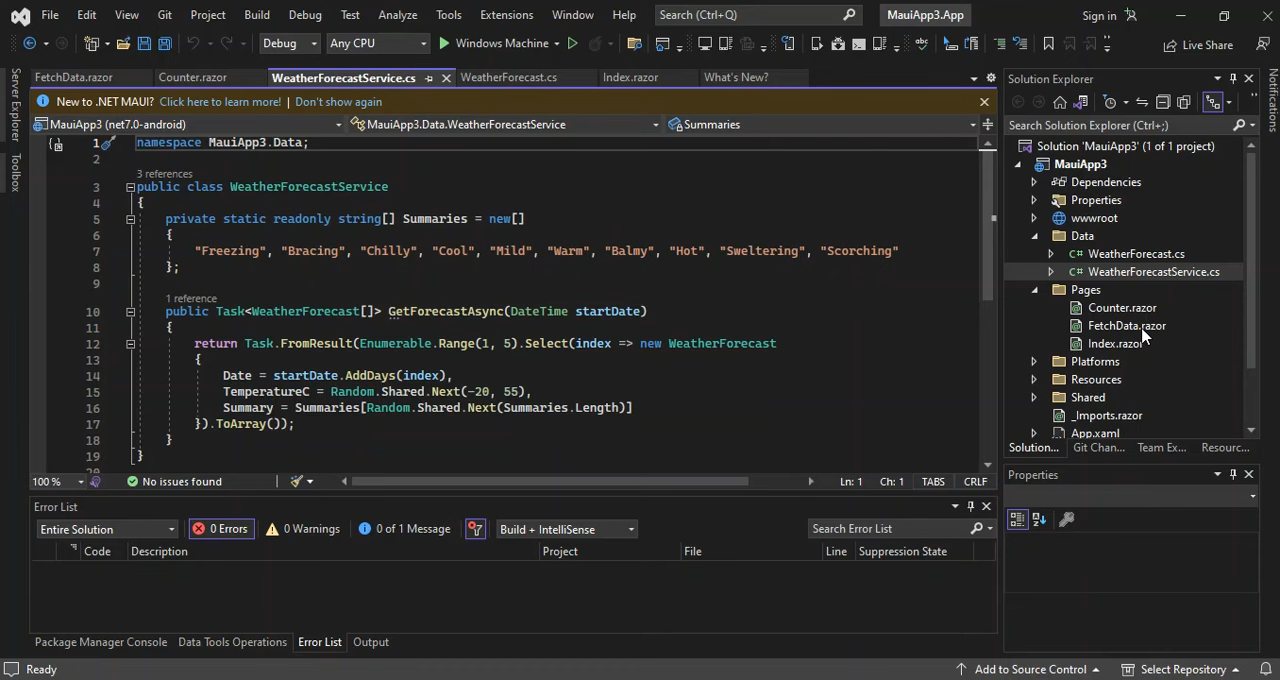 File Edit View Git Project Build Debug Test Analyze Tools Extensions Window Help Search (Ctrl+Q) MauiApp3.App Sign in
Debug Any CPU Windows Machine Live Share
FetchData.razor Counter.razor WeatherForecastService.cs WeatherForecast.cs Index.razor What's New?
New to .NET MAUI? Click here to learn more! | Don't show again
MauiApp3 (net7.0-android) MauiApp3.Data.WeatherForecastService Summaries
1 namespace MauiApp3.Data;
2
3 references
3 public class WeatherForecastService
4 {
5 private static readonly string[] Summaries = new[]
6 {
7 "Freezing", "Bracing", "Chilly", "Cool", "Mild", "Warm", "Balmy", "Hot", "Sweltering", "Scorching"
8 };
9
1 reference
10 public Task<WeatherForecast[]> GetForecastAsync(DateTime startDate)
11 {
12 return Task.FromResult(Enumerable.Range(1, 5).Select(index => new WeatherForecast
13 {
14 Date = startDate.AddDays(index),
15 TemperatureC = Random.Shared.Next(-20, 55),
16 Summary = Summaries[Random.Shared.Next(Summaries.Length)]
17 }).ToArray());
18 }
19 }
20
100 % No issues found Ln: 1 Ch: 1 TABS CRLF
Error List
Entire Solution 0 Errors 0 Warnings 0 of 1 Message Build + IntelliSense Search Error List
Code Description Project File Line Suppression State
Package Manager Console Data Tools Operations Error List Output
Server Explorer
Toolbox
Solution Explorer
Search Solution Explorer (Ctrl+;)
Solution 'MauiApp3' (1 of 1 project)
MauiApp3
Dependencies
Properties
wwwroot
Data
C# WeatherForecast.cs
C# WeatherForecastService.cs
Pages
Counter.razor
FetchData.razor
Index.razor
Platforms
Resources
Shared
_Imports.razor
App.xaml
Solution... Git Chan... Team Ex... Resourc...
Properties
Notifications
Ready Add to Source Control Select Repository